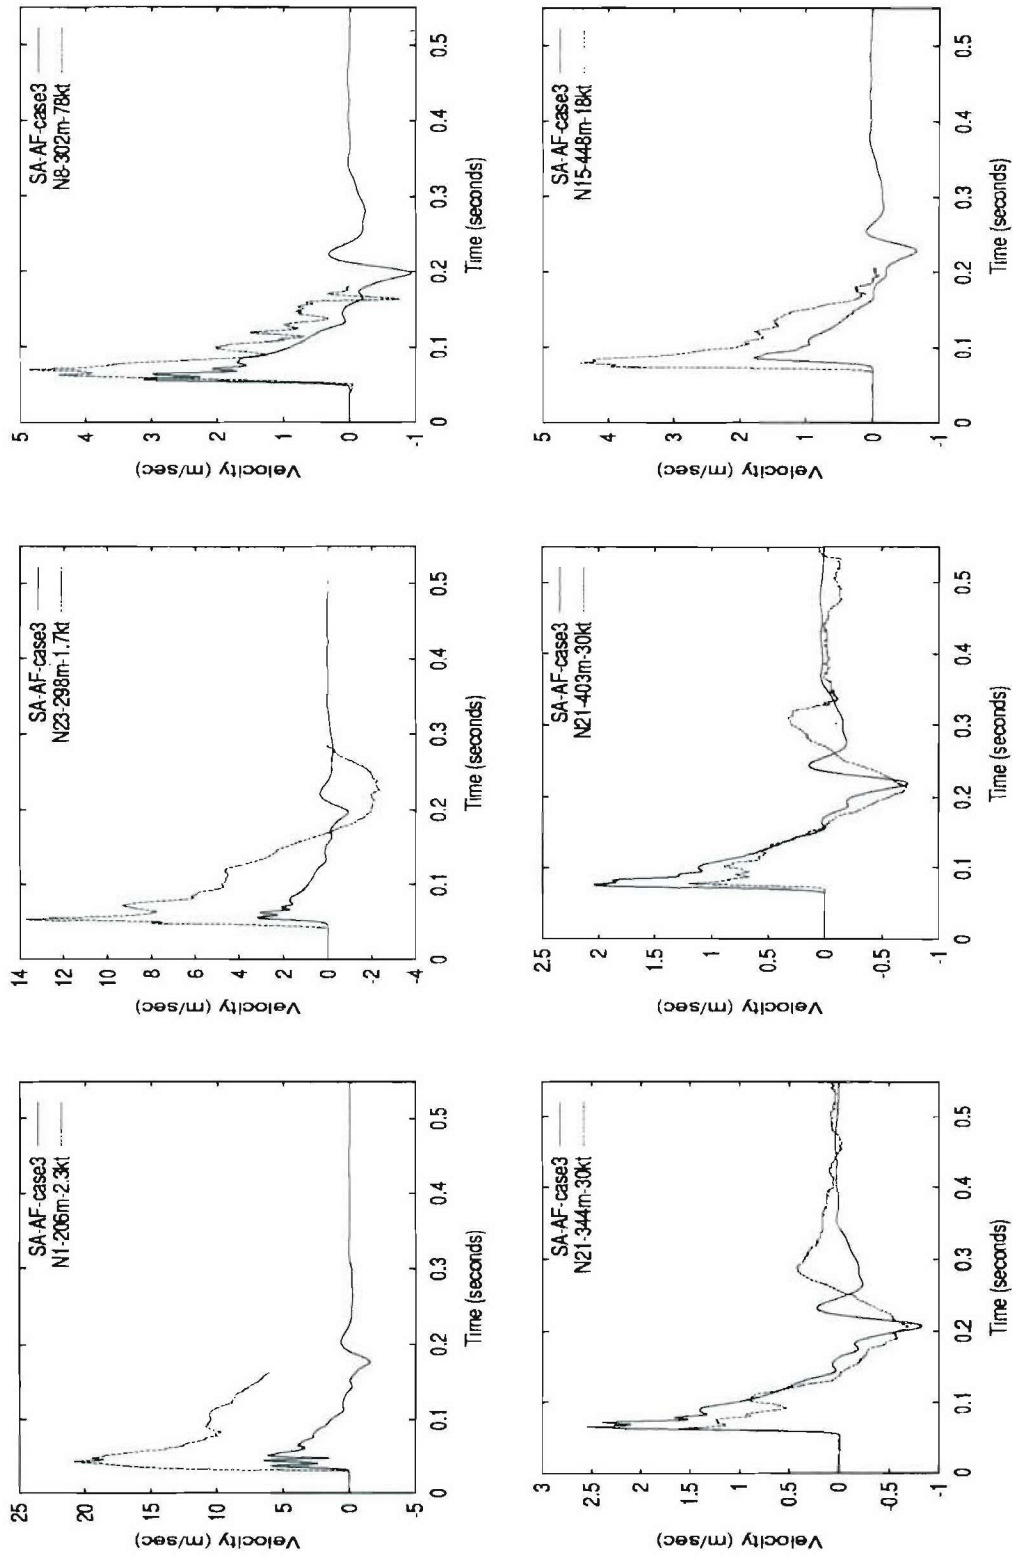 SA-AF-case3
N1-206m-2.3kt
25
20
15
10
5
0
-5
Velocity (m/sec)
0 0.1 0.2 0.3 0.4 0.5
Time (seconds)
SA-AF-case3
N23-298m-1.7kt
14
12
10
8
6
4
2
0
-2
-4
Velocity (m/sec)
0 0.1 0.2 0.3 0.4 0.5
Time (seconds)
SA-AF-case3
N8-302m-78kt
5
4
3
2
1
0
-1
Velocity (m/sec)
0 0.1 0.2 0.3 0.4 0.5
Time (seconds)
SA-AF-case3
N21-344m-30kt
3
2.5
2
1.5
1
0.5
0
-0.5
-1
Velocity (m/sec)
0 0.1 0.2 0.3 0.4 0.5
Time (seconds)
SA-AF-case3
N21-403m-30kt
2.5
2
1.5
1
0.5
0
-0.5
-1
Velocity (m/sec)
0 0.1 0.2 0.3 0.4 0.5
Time (seconds)
SA-AF-case3
N15-448m-18kt
5
4
3
2
1
0
-1
Velocity (m/sec)
0 0.1 0.2 0.3 0.4 0.5
Time (seconds)